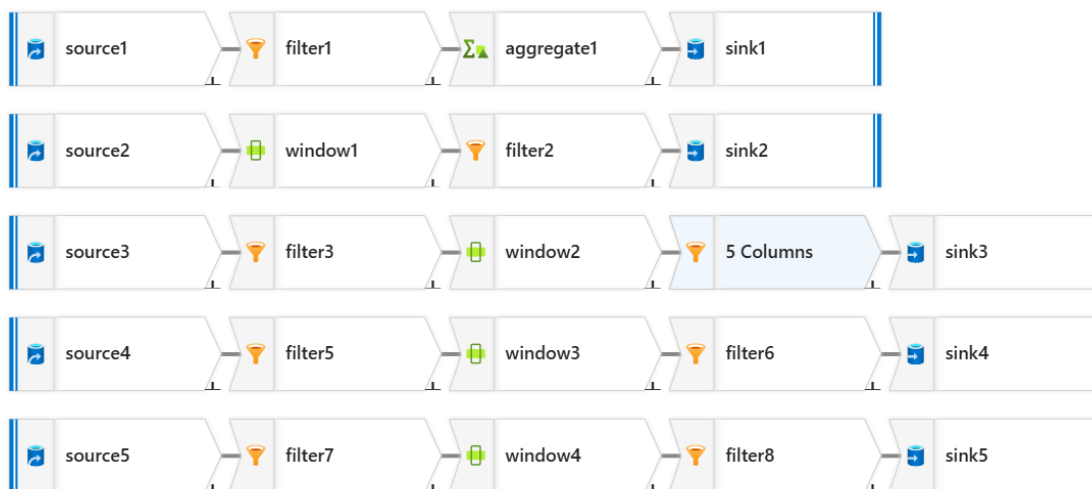 source1 filter1 aggregate1 sink1
source2 window1 filter2 sink2
source3 filter3 window2 5 Columns sink3
source4 filter5 window3 filter6 sink4
source5 filter7 window4 filter8 sink5